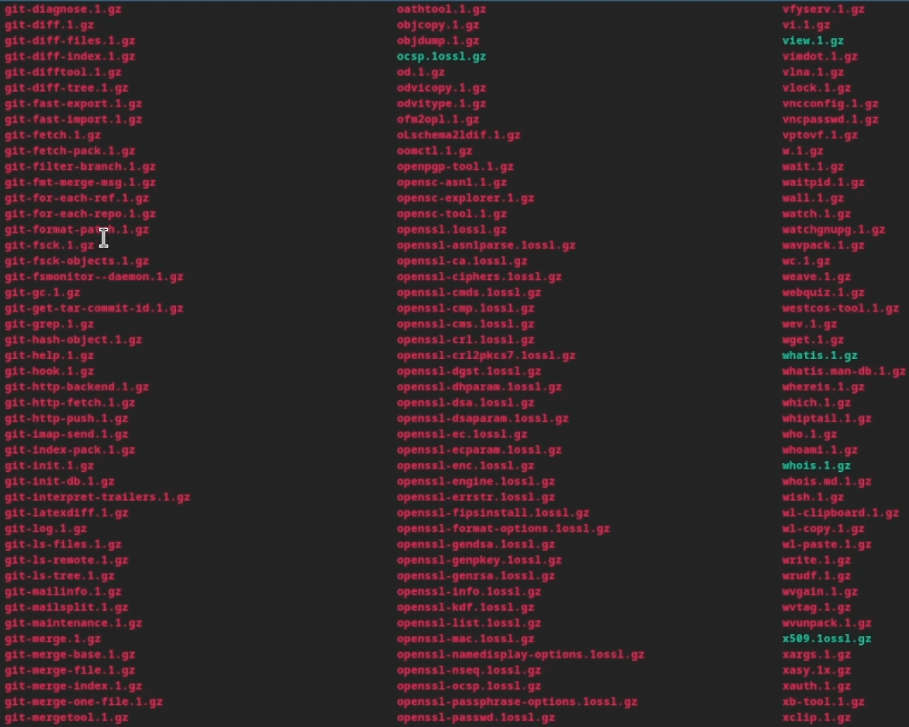 git-diagnose.1.gz
git-diff.1.gz
git-diff-files.1.gz
git-diff-index.1.gz
git-difftool.1.gz
git-diff-tree.1.gz
git-fast-export.1.gz
git-fast-import.1.gz
git-fetch.1.gz
git-fetch-pack.1.gz
git-filter-branch.1.gz
git-fmt-merge-msg.1.gz
git-for-each-ref.1.gz
git-for-each-repo.1.gz
git-format-patch.1.gz
git-fsck.1.gz
git-fsck-objects.1.gz
git-fsmonitor--daemon.1.gz
git-gc.1.gz
git-get-tar-commit-id.1.gz
git-grep.1.gz
git-hash-object.1.gz
git-help.1.gz
git-hook.1.gz
git-http-backend.1.gz
git-http-fetch.1.gz
git-http-push.1.gz
git-imap-send.1.gz
git-index-pack.1.gz
git-init.1.gz
git-init-db.1.gz
git-interpret-trailers.1.gz
git-latexdiff.1.gz
git-log.1.gz
git-ls-files.1.gz
git-ls-remote.1.gz
git-ls-tree.1.gz
git-mailinfo.1.gz
git-mailsplit.1.gz
git-maintenance.1.gz
git-merge.1.gz
git-merge-base.1.gz
git-merge-file.1.gz
git-merge-index.1.gz
git-merge-one-file.1.gz
git-mergetool.1.gz
oathtool.1.gz
objcopy.1.gz
objdump.1.gz
ocsp.1ossl.gz
od.1.gz
odvicopy.1.gz
odvitype.1.gz
ofm2opl.1.gz
oLschema2ldif.1.gz
oomctl.1.gz
openpgp-tool.1.gz
opensc-asn1.1.gz
opensc-explorer.1.gz
opensc-tool.1.gz
openssl.1ossl.gz
openssl-asn1parse.1ossl.gz
openssl-ca.1ossl.gz
openssl-ciphers.1ossl.gz
openssl-cmds.1ossl.gz
openssl-cmp.1ossl.gz
openssl-cms.1ossl.gz
openssl-crl.1ossl.gz
openssl-crl2pkcs7.1ossl.gz
openssl-dgst.1ossl.gz
openssl-dhparam.1ossl.gz
openssl-dsa.1ossl.gz
openssl-dsaparam.1ossl.gz
openssl-ec.1ossl.gz
openssl-ecparam.1ossl.gz
openssl-enc.1ossl.gz
openssl-engine.1ossl.gz
openssl-errstr.1ossl.gz
openssl-fipsinstall.1ossl.gz
openssl-format-options.1ossl.gz
openssl-gendsa.1ossl.gz
openssl-genpkey.1ossl.gz
openssl-genrsa.1ossl.gz
openssl-info.1ossl.gz
openssl-kdf.1ossl.gz
openssl-list.1ossl.gz
openssl-mac.1ossl.gz
openssl-namedisplay-options.1ossl.gz
openssl-nseq.1ossl.gz
openssl-ocsp.1ossl.gz
openssl-passphrase-options.1ossl.gz
openssl-passwd.1ossl.gz
vfyserv.1.gz
vi.1.gz
view.1.gz
vimdot.1.gz
vlna.1.gz
vlock.1.gz
vncconfig.1.gz
vncpasswd.1.gz
vptovf.1.gz
w.1.gz
wait.1.gz
waitpid.1.gz
wall.1.gz
watch.1.gz
watchgnupg.1.gz
wavpack.1.gz
wc.1.gz
weave.1.gz
webquiz.1.gz
westcos-tool.1.gz
wev.1.gz
wget.1.gz
whatis.1.gz
whatis.man-db.1.gz
whereis.1.gz
which.1.gz
whiptail.1.gz
who.1.gz
whoami.1.gz
whois.1.gz
whois.md.1.gz
wish.1.gz
wl-clipboard.1.gz
wl-copy.1.gz
wl-paste.1.gz
write.1.gz
wrudf.1.gz
wvgain.1.gz
wvtag.1.gz
wvunpack.1.gz
x509.1ossl.gz
xargs.1.gz
xasy.1x.gz
xauth.1.gz
xb-tool.1.gz
xclip.1.gz